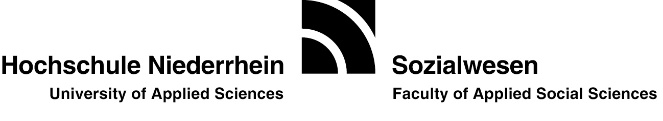 Hochschule Niederrhein
University of Applied Sciences
Sozialwesen
Faculty of Applied Social Sciences